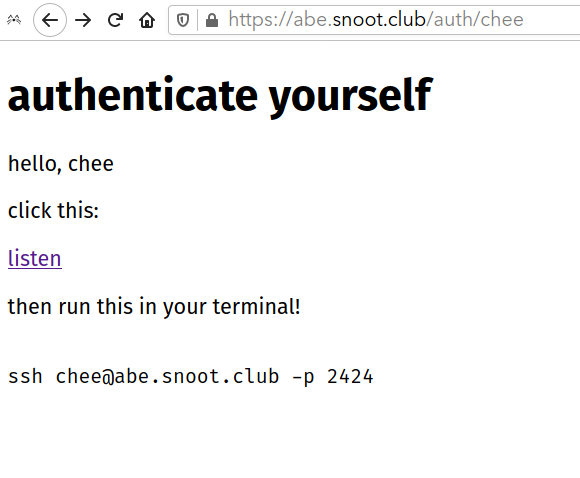 https://abe.snoot.club/auth/chee
authenticate yourself
hello, chee
click this:
listen
then run this in your terminal!
ssh chee@abe.snoot.club -p 2424